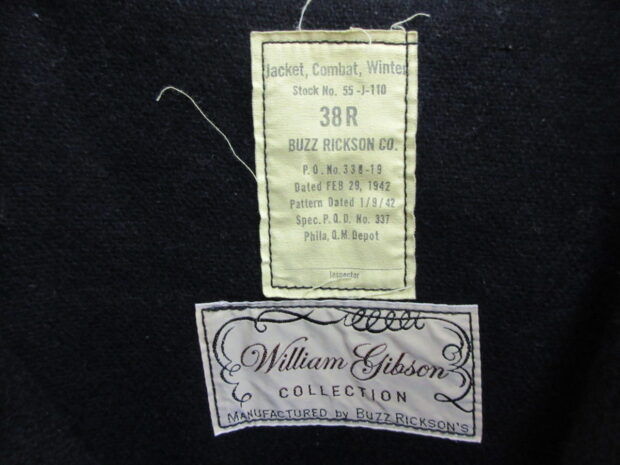 Jacket, Combat, Winter
Stock No. 55-J-110
38R
BUZZ RICKSON CO.
P.O. No. 338-19
Dated FEB 29, 1942
Pattern Dated 1/9/42
Spec. P.Q.D. No. 337
Phila, Q.M. Depot
Inspector
William Gibson
COLLECTION
MANUFACTURED by BUZZ RICKSON'S